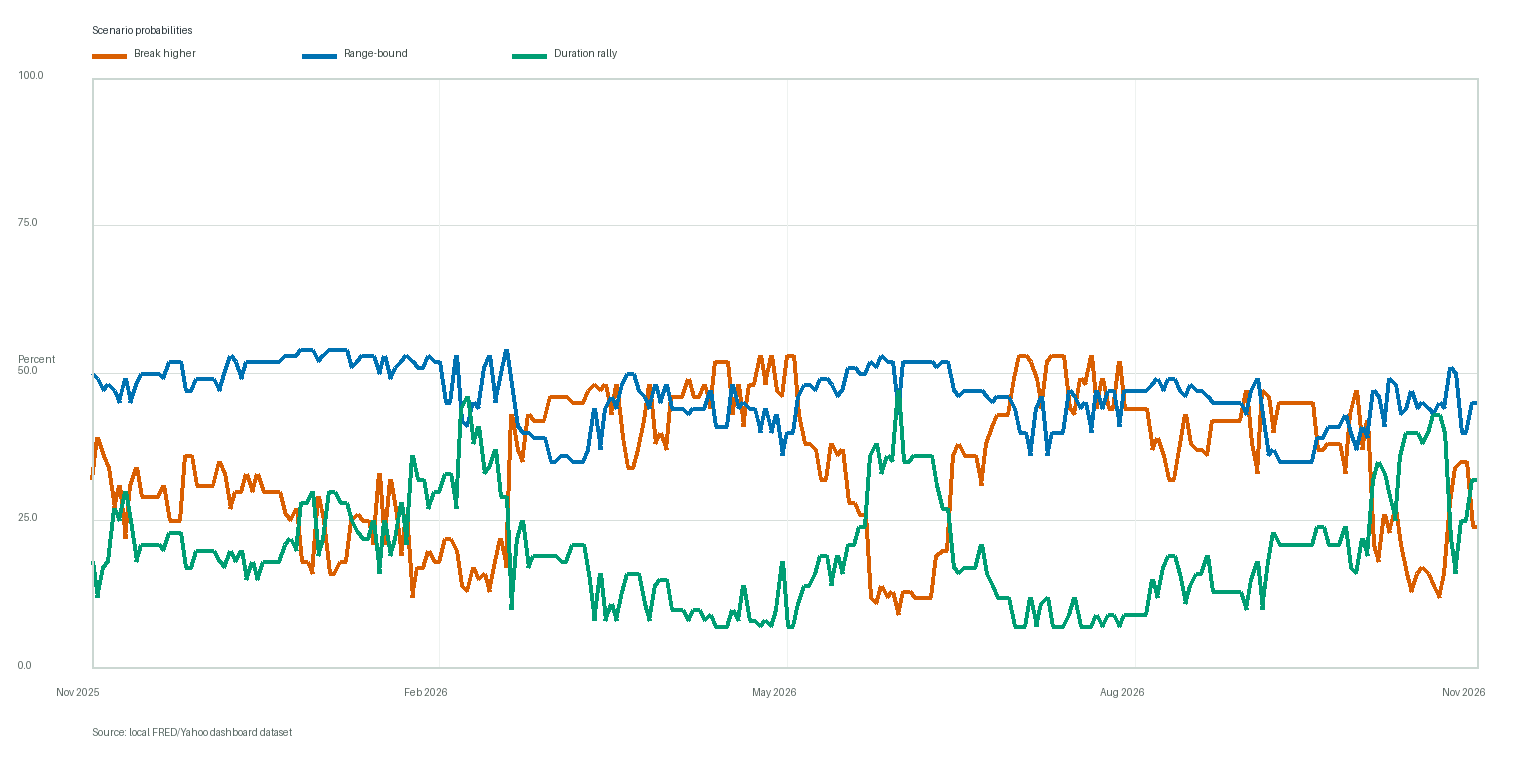 Scenario probabilities
Break higher Range-bound Duration rally
100.0
75.0
Percent
50.0
25.0
0.0
Nov 2025 Feb 2026 May 2026 Aug 2026 Nov 2026
Source: local FRED/Yahoo dashboard dataset